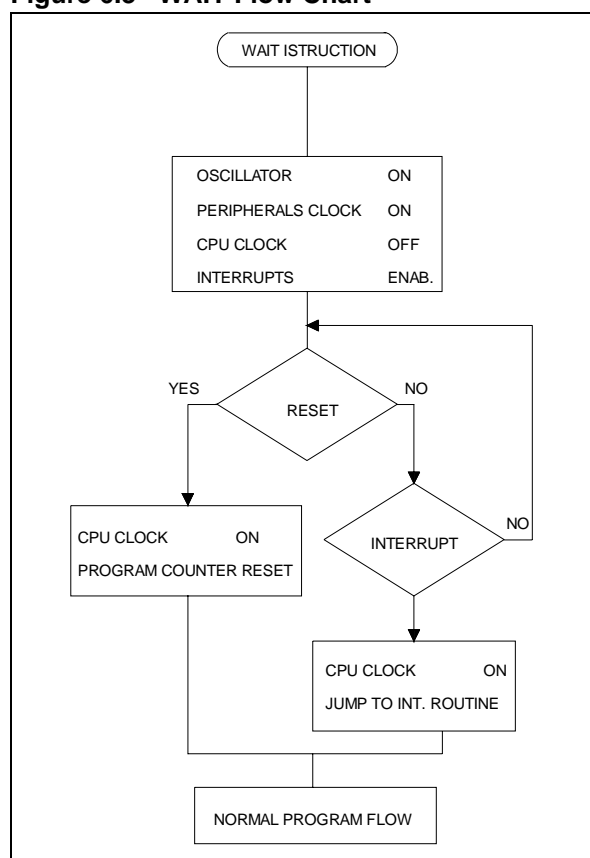 WAIT ISTRUCTION
OSCILLATOR ON
PERIPHERALS CLOCK ON
CPU CLOCK OFF
INTERRUPTS ENAB.
YES
RESET
NO
CPU CLOCK ON
PROGRAM COUNTER RESET
INTERRUPT
NO
CPU CLOCK ON
JUMP TO INT. ROUTINE
NORMAL PROGRAM FLOW